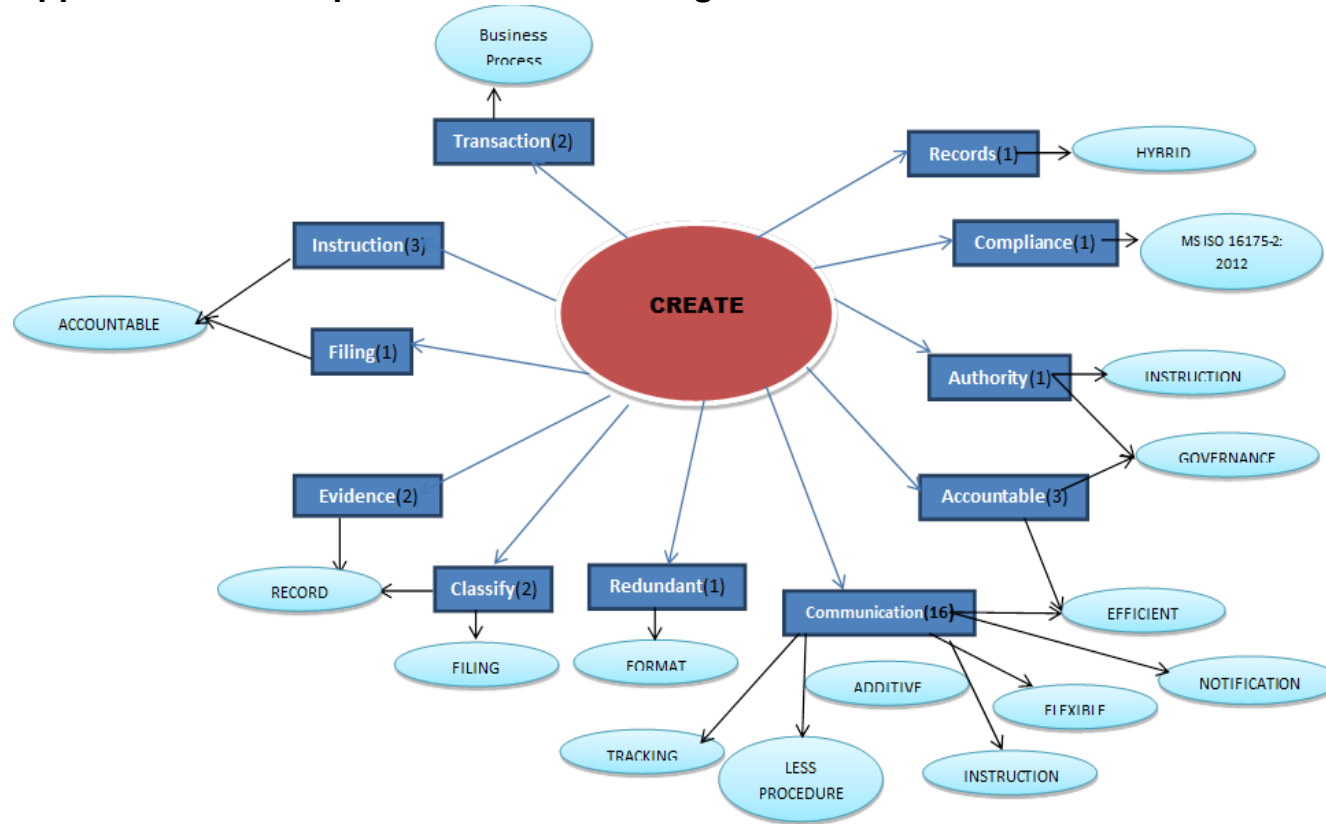 Business
Process
Transaction(2)
Records(1)
HYBRID
Instruction(3)
Compliance(1)
MS ISO 16175-2:
2012
CREATE
ACCOUNTABLE
Filing(1)
Authority(1)
INSTRUCTION
GOVERNANCE
Evidence(2)
Accountable(3)
RECORD
Classify(2)
Redundant(1)
Communication(16)
EFFICIENT
FILING
FORMAT
ADDITIVE
NOTIFICATION
FLEXIBLE
TRACKING
LESS
PROCEDURE
INSTRUCTION